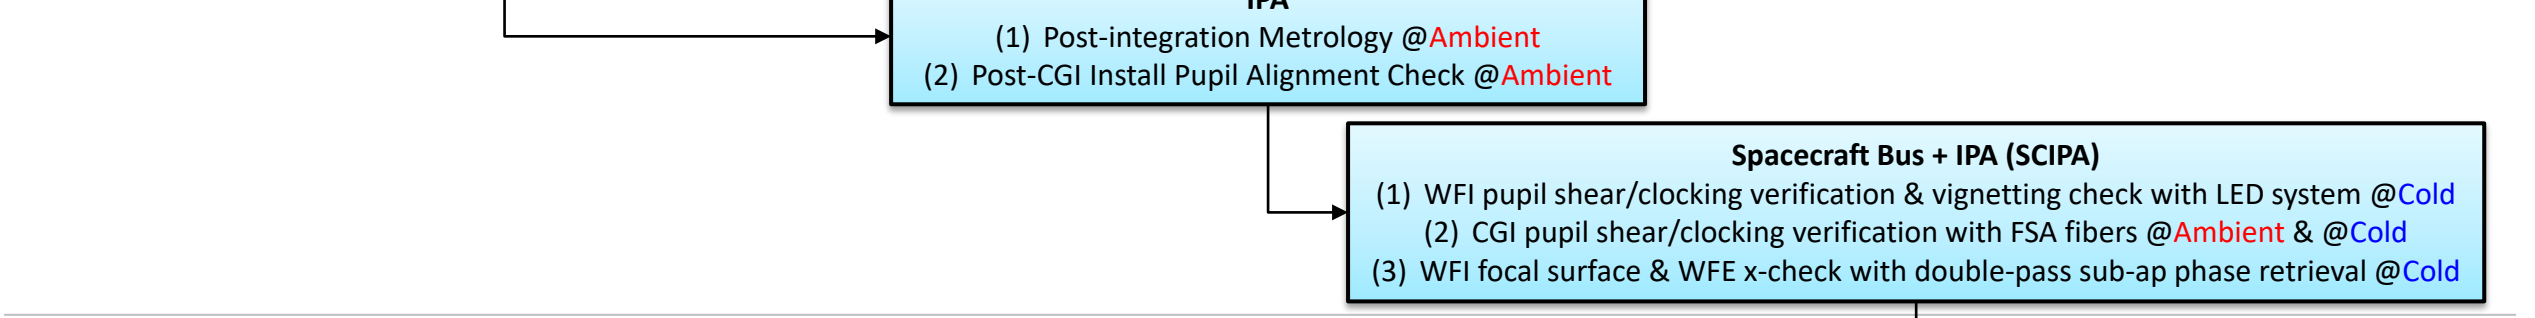 IPA
(1) Post-integration Metrology @Ambient
(2) Post-CGI Install Pupil Alignment Check @Ambient
Spacecraft Bus + IPA (SCIPA)
(1) WFI pupil shear/clocking verification & vignetting check with LED system @Cold
(2) CGI pupil shear/clocking verification with FSA fibers @Ambient & @Cold
(3) WFI focal surface & WFE x-check with double-pass sub-ap phase retrieval @Cold